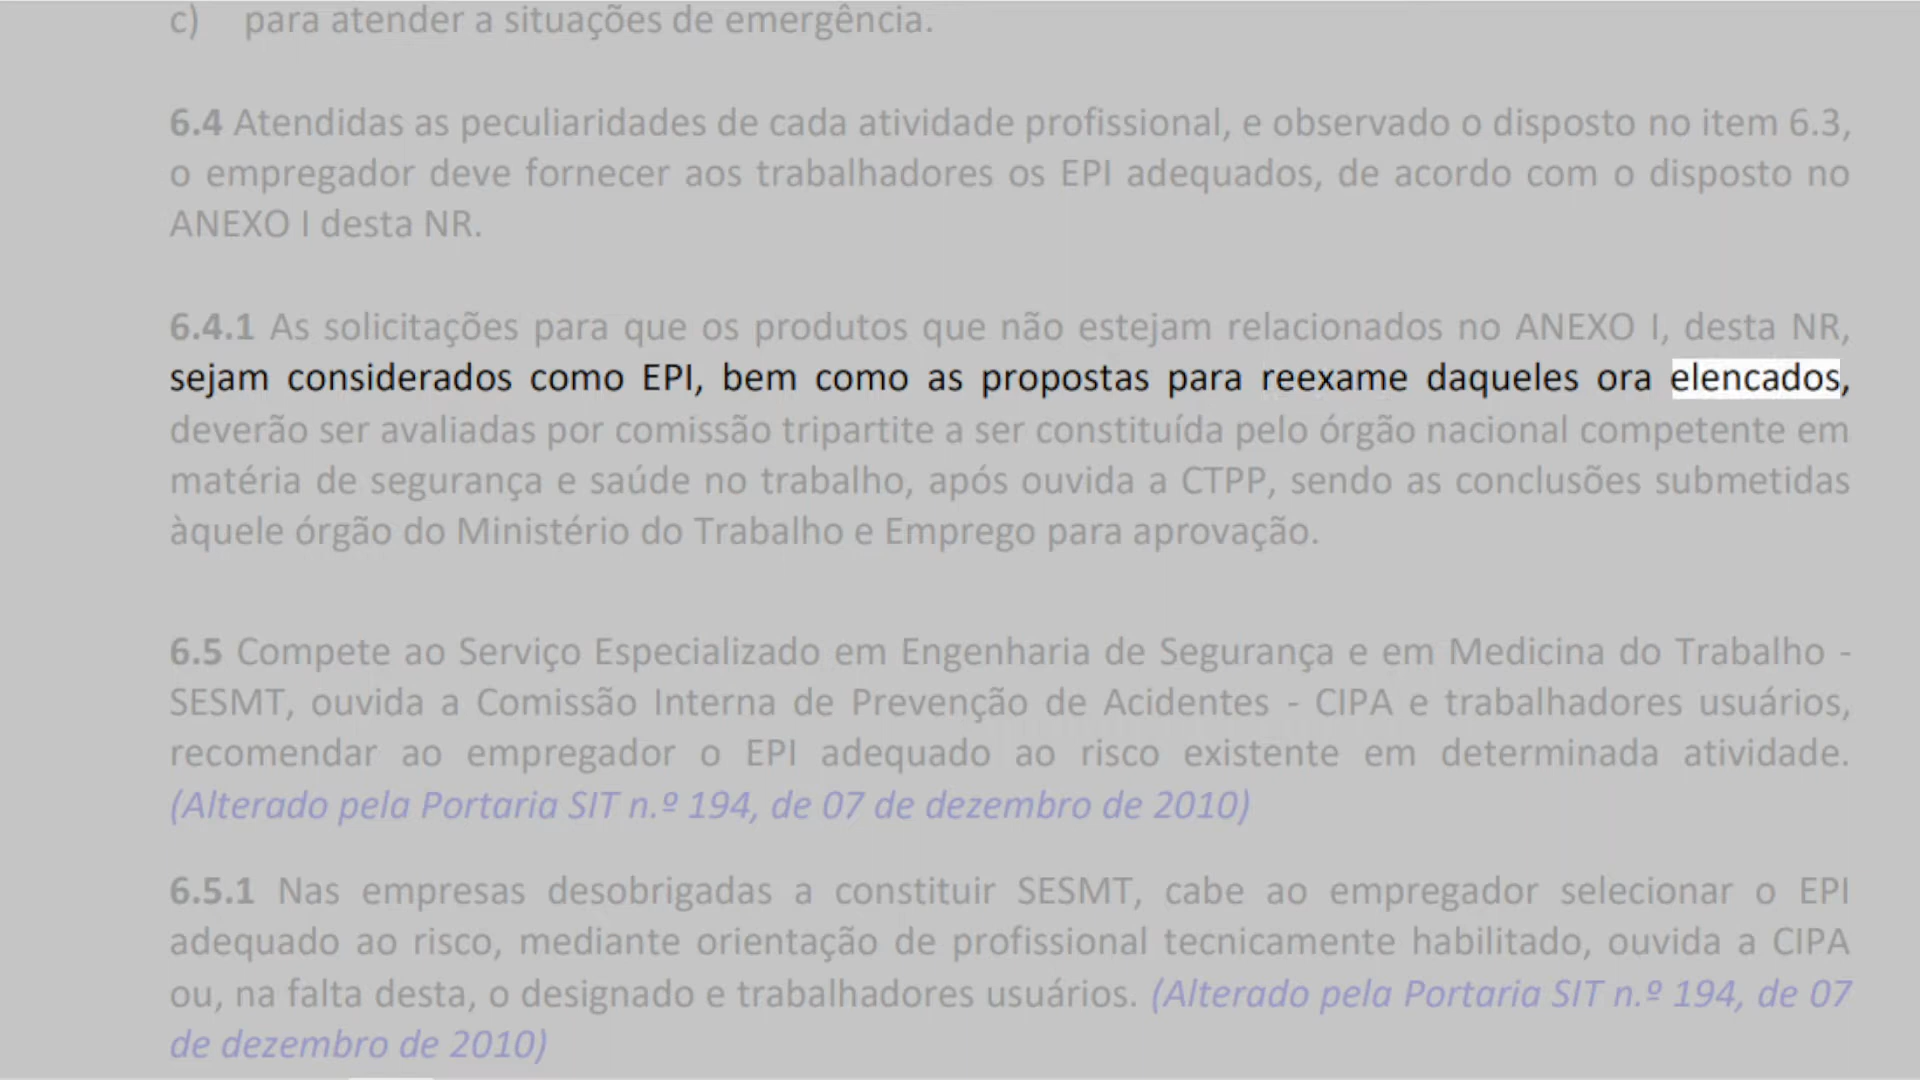 c) para atender a situações de emergência.
6.4 Atendidas as peculiaridades de cada atividade profissional, e observado o disposto no item 6.3,
o empregador deve fornecer aos trabalhadores os EPI adequados, de acordo com o disposto no
ANEXO I desta NR.
6.4.1 As solicitações para que os produtos que não estejam relacionados no ANEXO I, desta NR,
sejam considerados como EPI, bem como as propostas para reexame daqueles ora elencados,
deverão ser avaliadas por comissão tripartite a ser constituída pelo órgão nacional competente em
matéria de segurança e saúde no trabalho, após ouvida a CTPP, sendo as conclusões submetidas
àquele órgão do Ministério do Trabalho e Emprego para aprovação.
6.5 Compete ao Serviço Especializado em Engenharia de Segurança e em Medicina do Trabalho -
SESMT, ouvida a Comissão Interna de Prevenção de Acidentes - CIPA e trabalhadores usuários,
recomendar ao empregador o EPI adequado ao risco existente em determinada atividade.
(Alterado pela Portaria SIT n.º 194, de 07 de dezembro de 2010)
6.5.1 Nas empresas desobrigadas a constituir SESMT, cabe ao empregador selecionar o EPI
adequado ao risco, mediante orientação de profissional tecnicamente habilitado, ouvida a CIPA
ou, na falta desta, o designado e trabalhadores usuários. (Alterado pela Portaria SIT n.º 194, de 07
de dezembro de 2010)